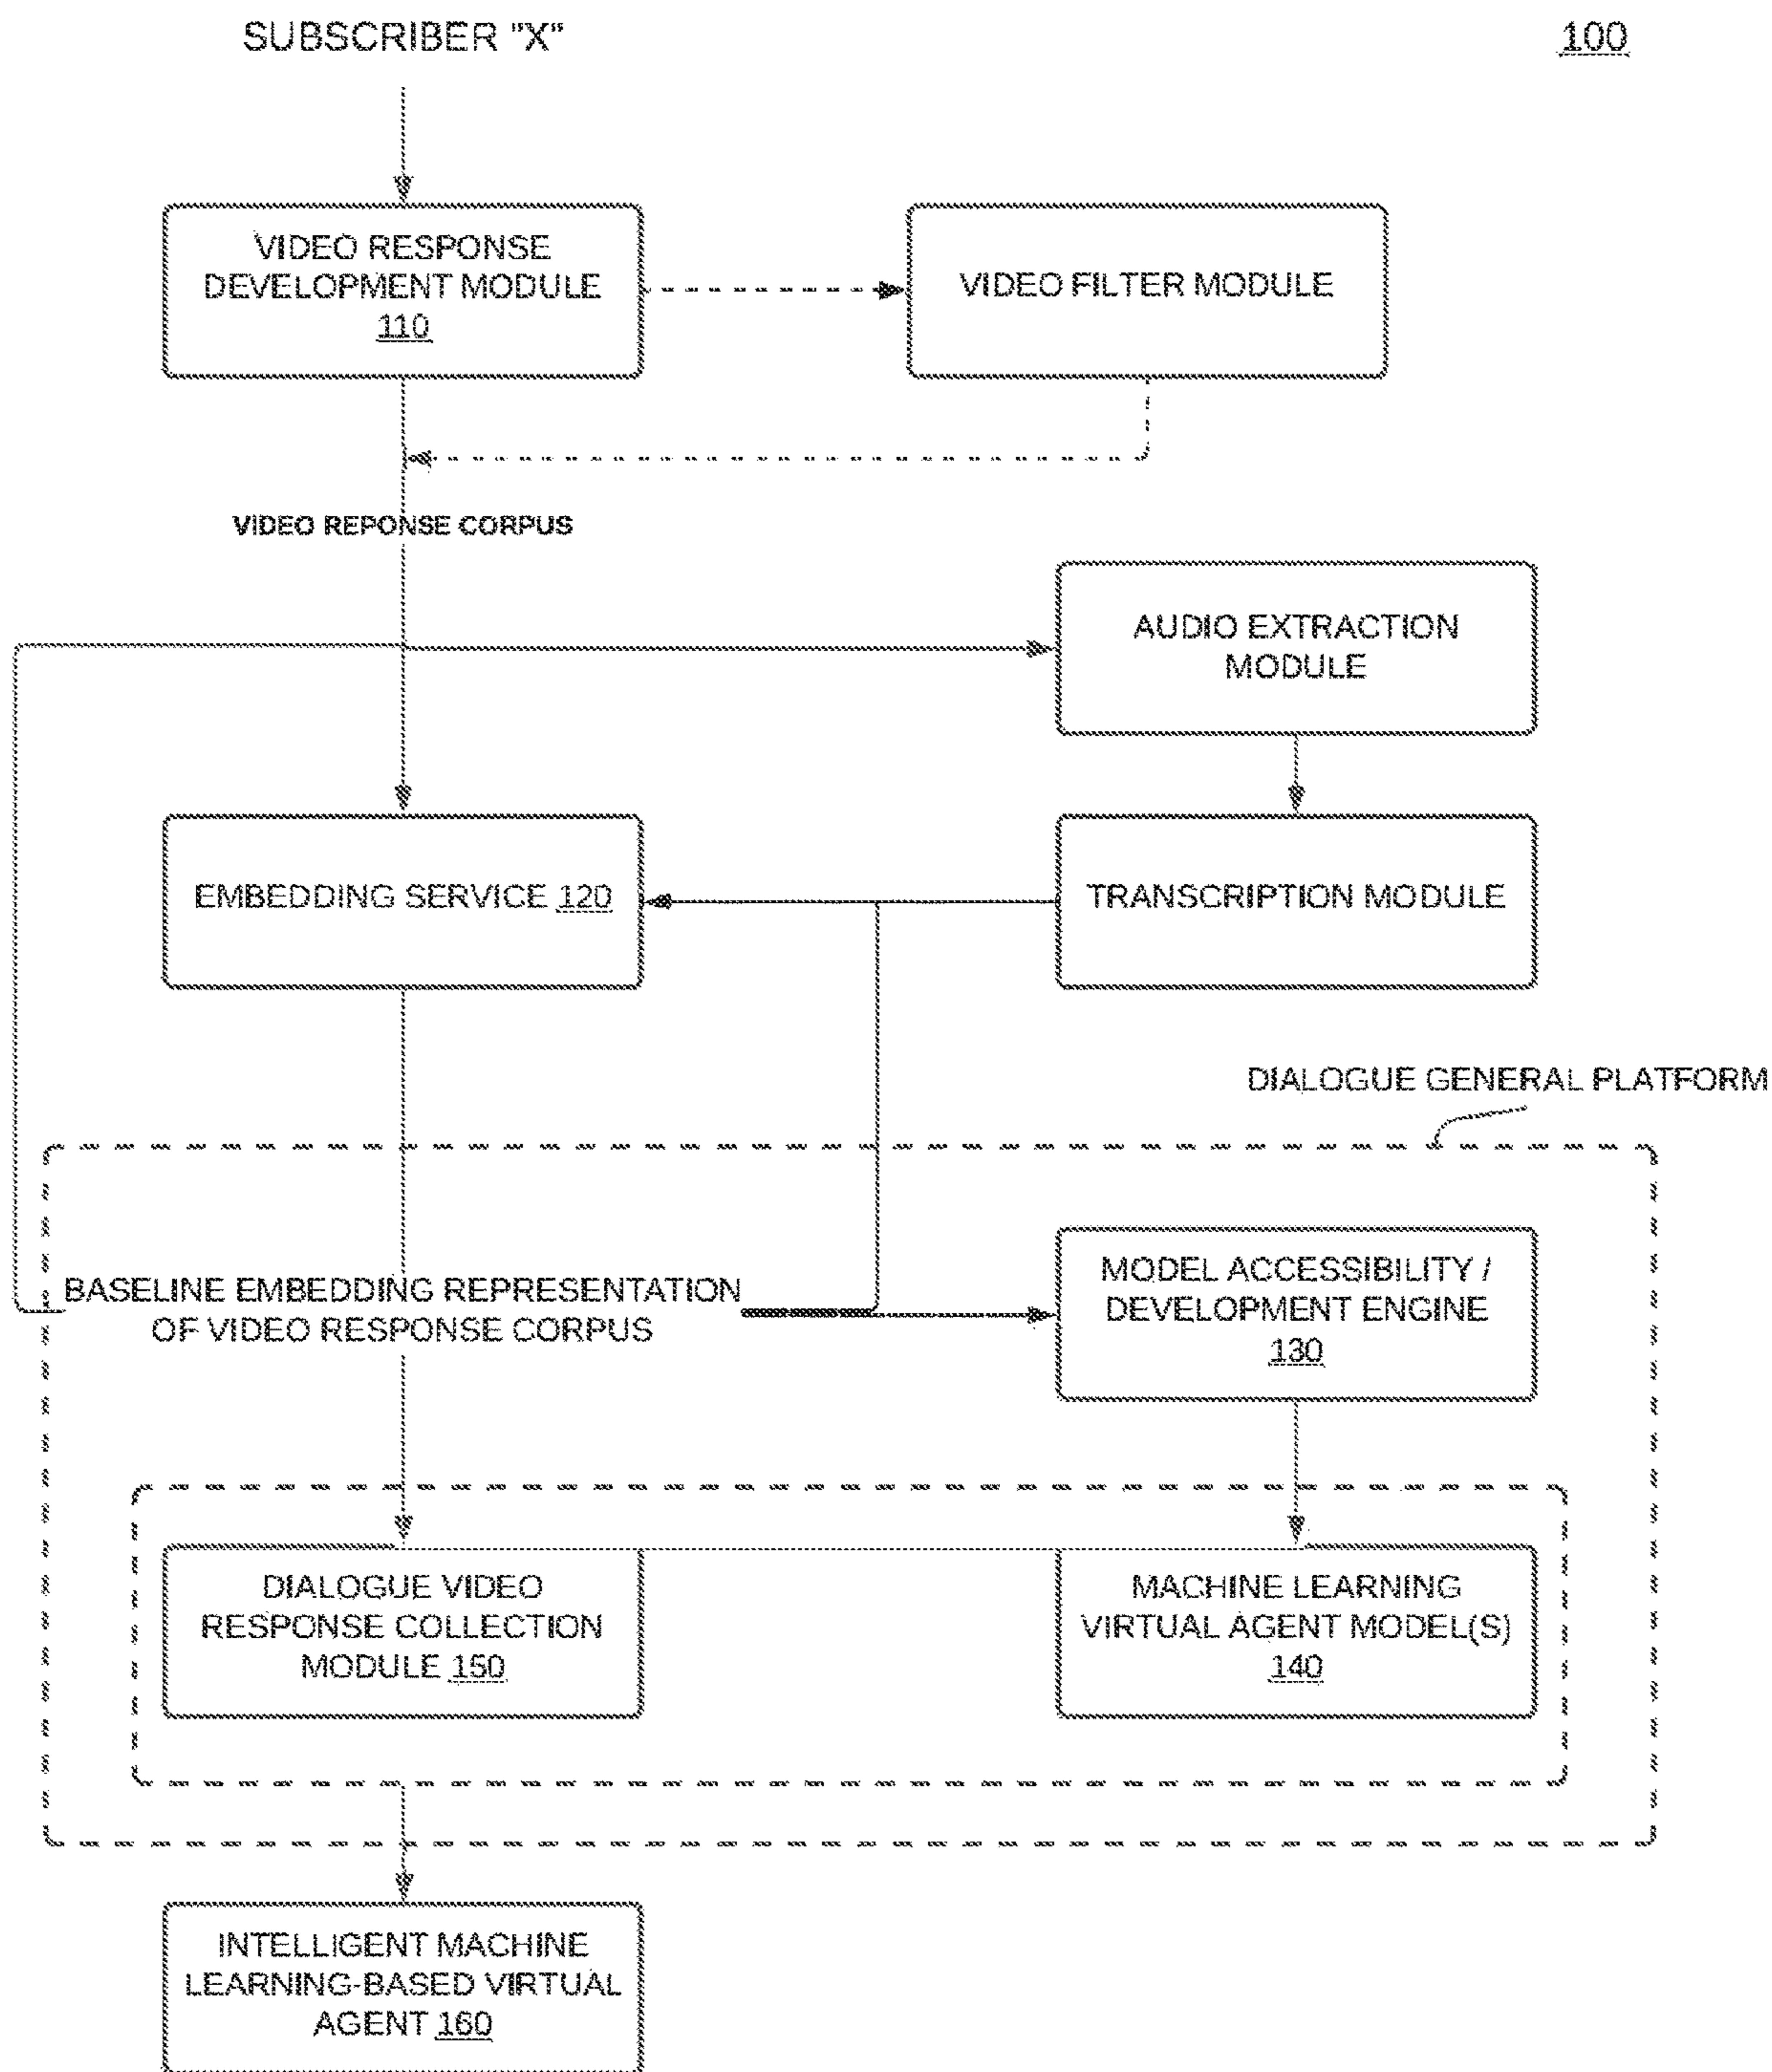 SUBSCRIBER "X"
100
VIDEO RESPONSE
DEVELOPMENT MODULE
110
VIDEO FILTER MODULE
VIDEO REPONSE CORPUS
AUDIO EXTRACTION
MODULE
EMBEDDING SERVICE 120
TRANSCRIPTION MODULE
DIALOGUE GENERAL PLATFORM
BASELINE EMBEDDING REPRESENTATION
OF VIDEO RESPONSE CORPUS
MODEL ACCESSIBILITY /
DEVELOPMENT ENGINE
130
DIALOGUE VIDEO
RESPONSE COLLECTION
MODULE 150
MACHINE LEARNING
VIRTUAL AGENT MODEL(S)
140
INTELLIGENT MACHINE
LEARNING-BASED VIRTUAL
AGENT 160